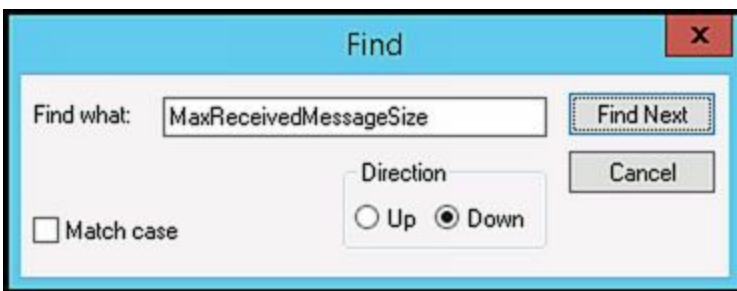 Find
x
Find what: MaxReceivedMessageSize Find Next
Direction Cancel
Match case Up Down